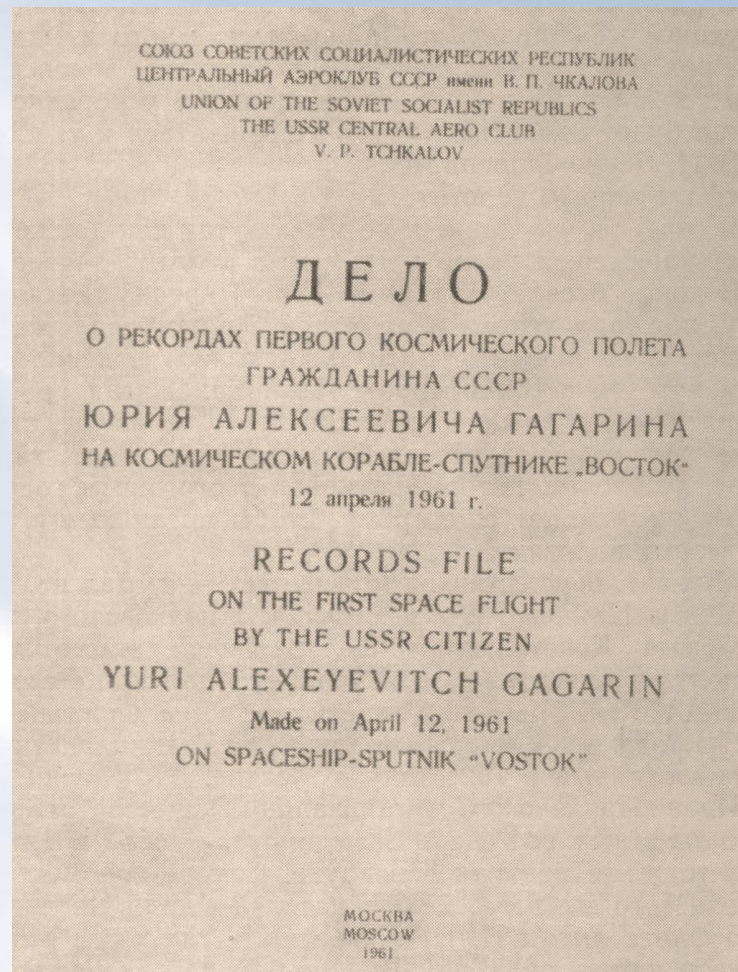 СОЮЗ СОВЕТСКИХ СОЦИАЛИСТИЧЕСКИХ РЕСПУБЛИК
ЦЕНТРАЛЬНЫЙ АЭРОКЛУБ СССР имени В. П. ЧКАЛОВА
UNION OF THE SOVIET SOCIALIST REPUBLICS
THE USSR CENTRAL AERO CLUB
V. P. TCHKALOV
ДЕЛО
О РЕКОРДАХ ПЕРВОГО КОСМИЧЕСКОГО ПОЛЕТА
ГРАЖДАНИНА СССР
ЮРИЯ АЛЕКСЕЕВИЧА ГАГАРИНА
НА КОСМИЧЕСКОМ КОРАБЛЕ-СПУТНИКЕ „ВОСТОК“
12 апреля 1961 г.
RECORDS FILE
ON THE FIRST SPACE FLIGHT
BY THE USSR CITIZEN
YURI ALEXEYEVITCH GAGARIN
Made on April 12, 1961
ON SPACESHIP-SPUTNIK “VOSTOK”
МОСКВА
MOSCOW
1961